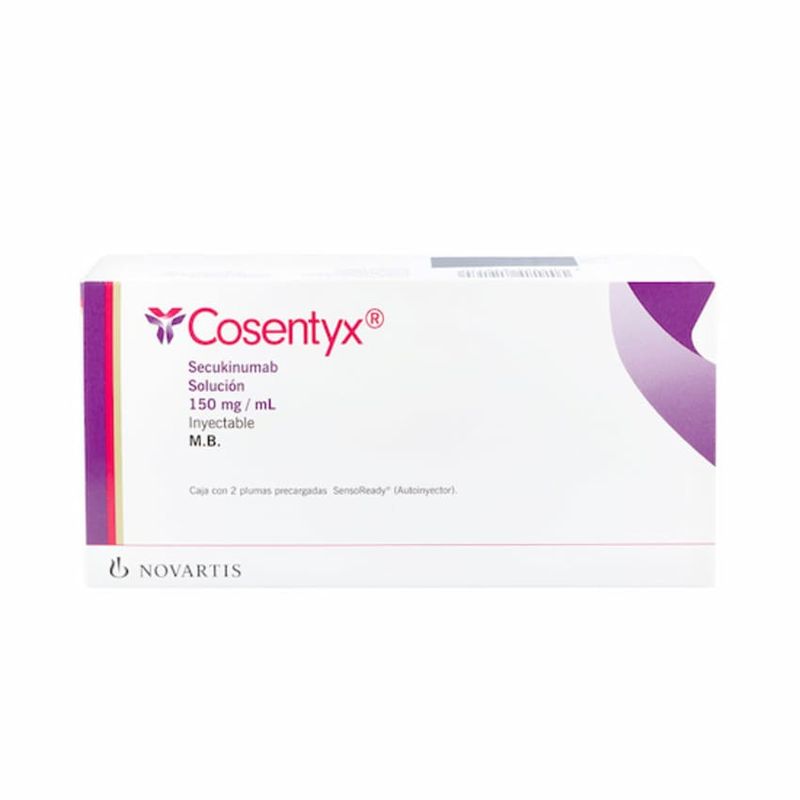 Cosentyx®
Secukinumab
Solución
150 mg / mL
Inyectable
M.B.
Caja con 2 plumas precargadas SensoReady® (Autoinyector).
NOVARTIS